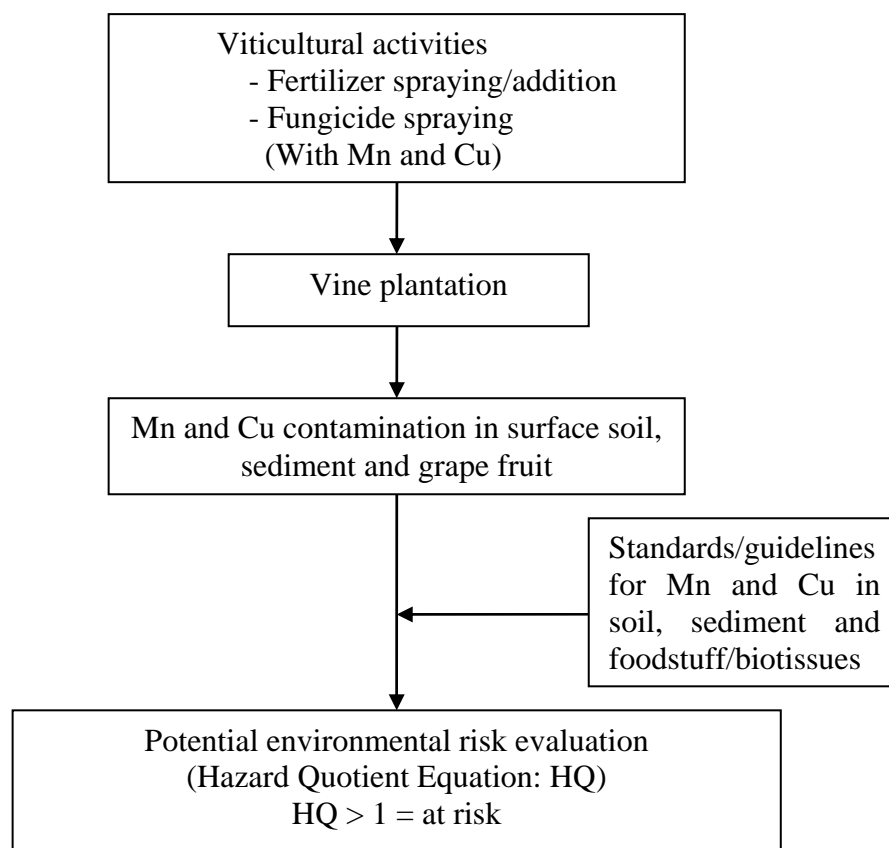 Viticultural activities
- Fertilizer spraying/addition
- Fungicide spraying
(With Mn and Cu)
Vine plantation
Mn and Cu contamination in surface soil,
sediment and grape fruit
Standards/guidelines
for Mn and Cu in
soil, sediment and
foodstuff/biotissues
Potential environmental risk evaluation
(Hazard Quotient Equation: HQ)
HQ > 1 = at risk